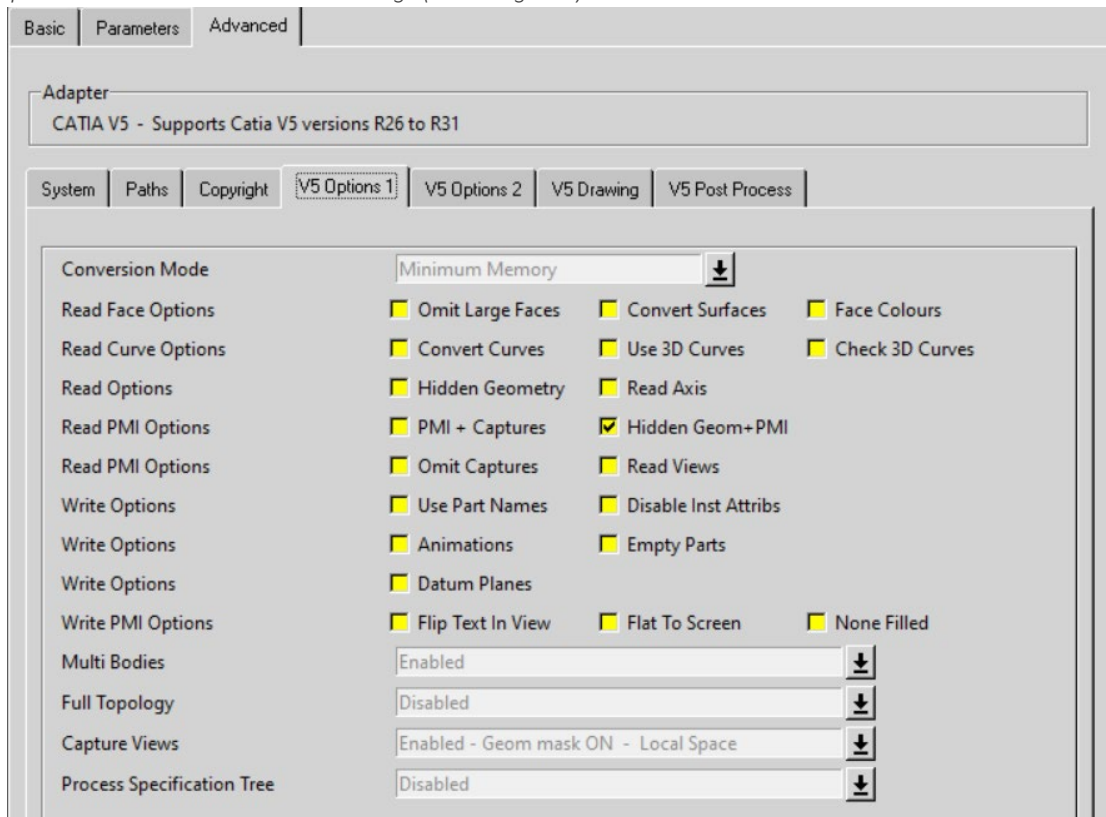 Basic Parameters Advanced
Adapter
CATIA V5 - Supports Catia V5 versions R26 to R31
System Paths Copyright V5 Options 1 V5 Options 2 V5 Drawing V5 Post Process
Conversion Mode Minimum Memory
Read Face Options Omit Large Faces Convert Surfaces Face Colours
Read Curve Options Convert Curves Use 3D Curves Check 3D Curves
Read Options Hidden Geometry Read Axis
Read PMI Options PMI + Captures Hidden Geom+PMI
Read PMI Options Omit Captures Read Views
Write Options Use Part Names Disable Inst Attribs
Write Options Animations Empty Parts
Write Options Datum Planes
Write PMI Options Flip Text In View Flat To Screen None Filled
Multi Bodies Enabled
Full Topology Disabled
Capture Views Enabled - Geom mask ON - Local Space
Process Specification Tree Disabled